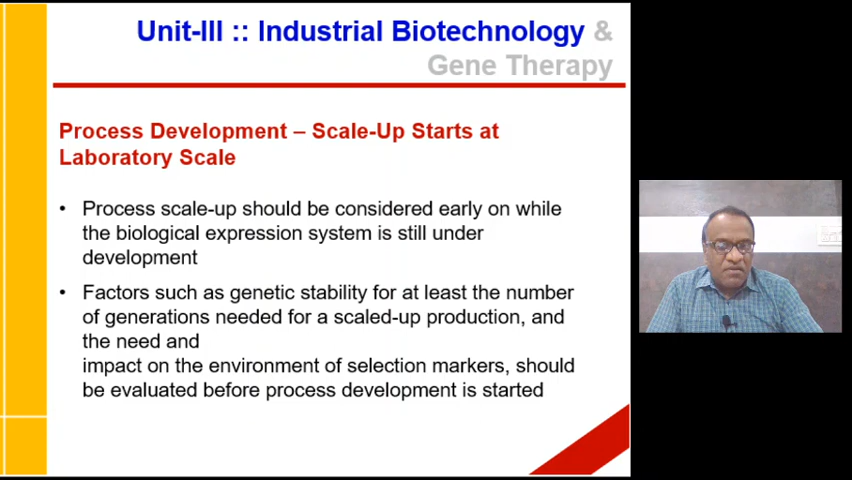 Unit-III :: Industrial Biotechnology &
Gene Therapy
Process Development – Scale-Up Starts at
Laboratory Scale
• Process scale-up should be considered early on while
the biological expression system is still under
development
• Factors such as genetic stability for at least the number
of generations needed for a scaled-up production, and
the need and
impact on the environment of selection markers, should
be evaluated before process development is started